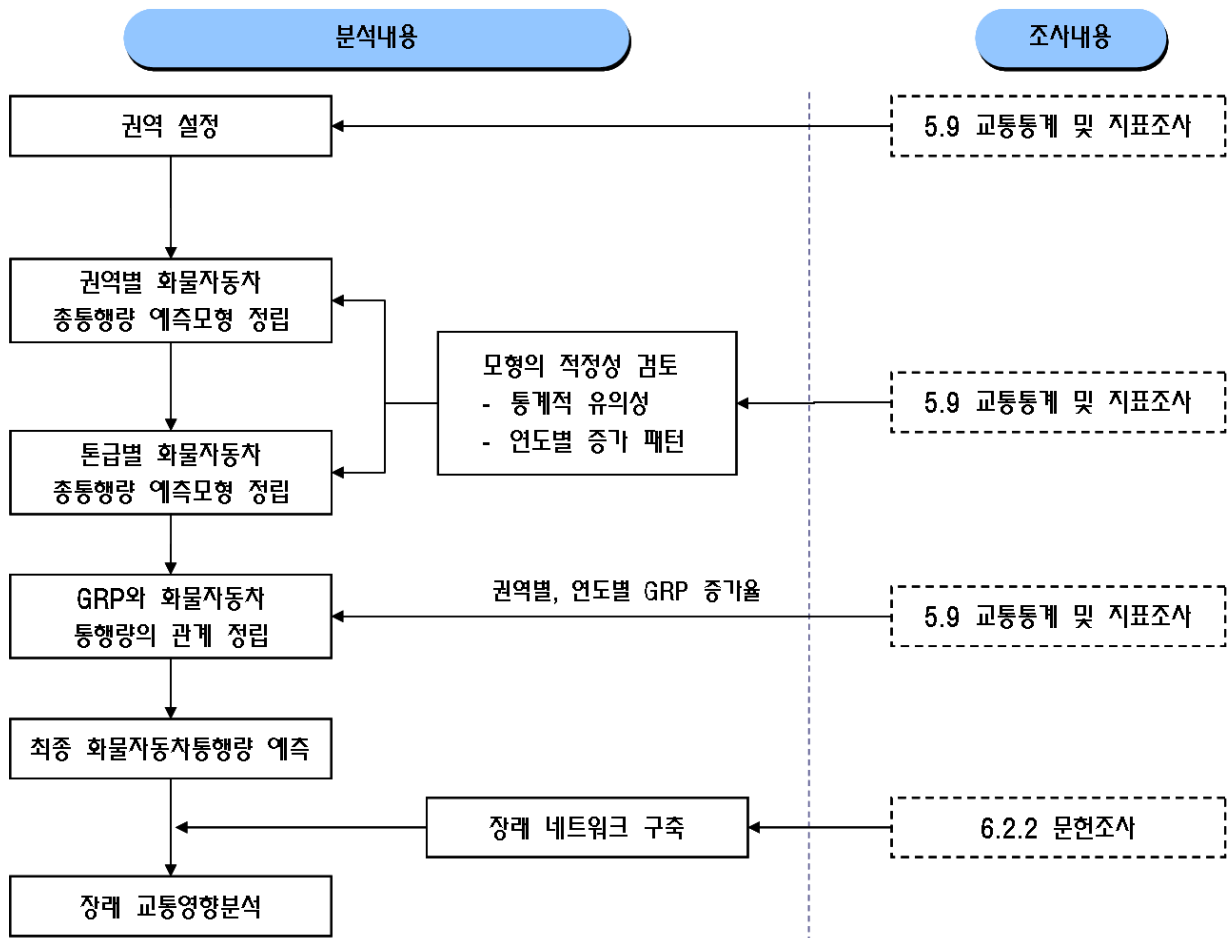 분석내용
조사내용
권역 설정
5.9 교통통계 및 지표조사
권역별 화물자동차
총통행량 예측모형 정립
모형의 적정성 검토
- 통계적 유의성
- 연도별 증가 패턴
5.9 교통통계 및 지표조사
톤급별 화물자동차
총통행량 예측모형 정립
GRP와 화물자동차
통행량의 관계 정립
권역별, 연도별 GRP 증가율
5.9 교통통계 및 지표조사
최종 화물자동차통행량 예측
장래 네트워크 구축
6.2.2 문헌조사
장래 교통영향분석